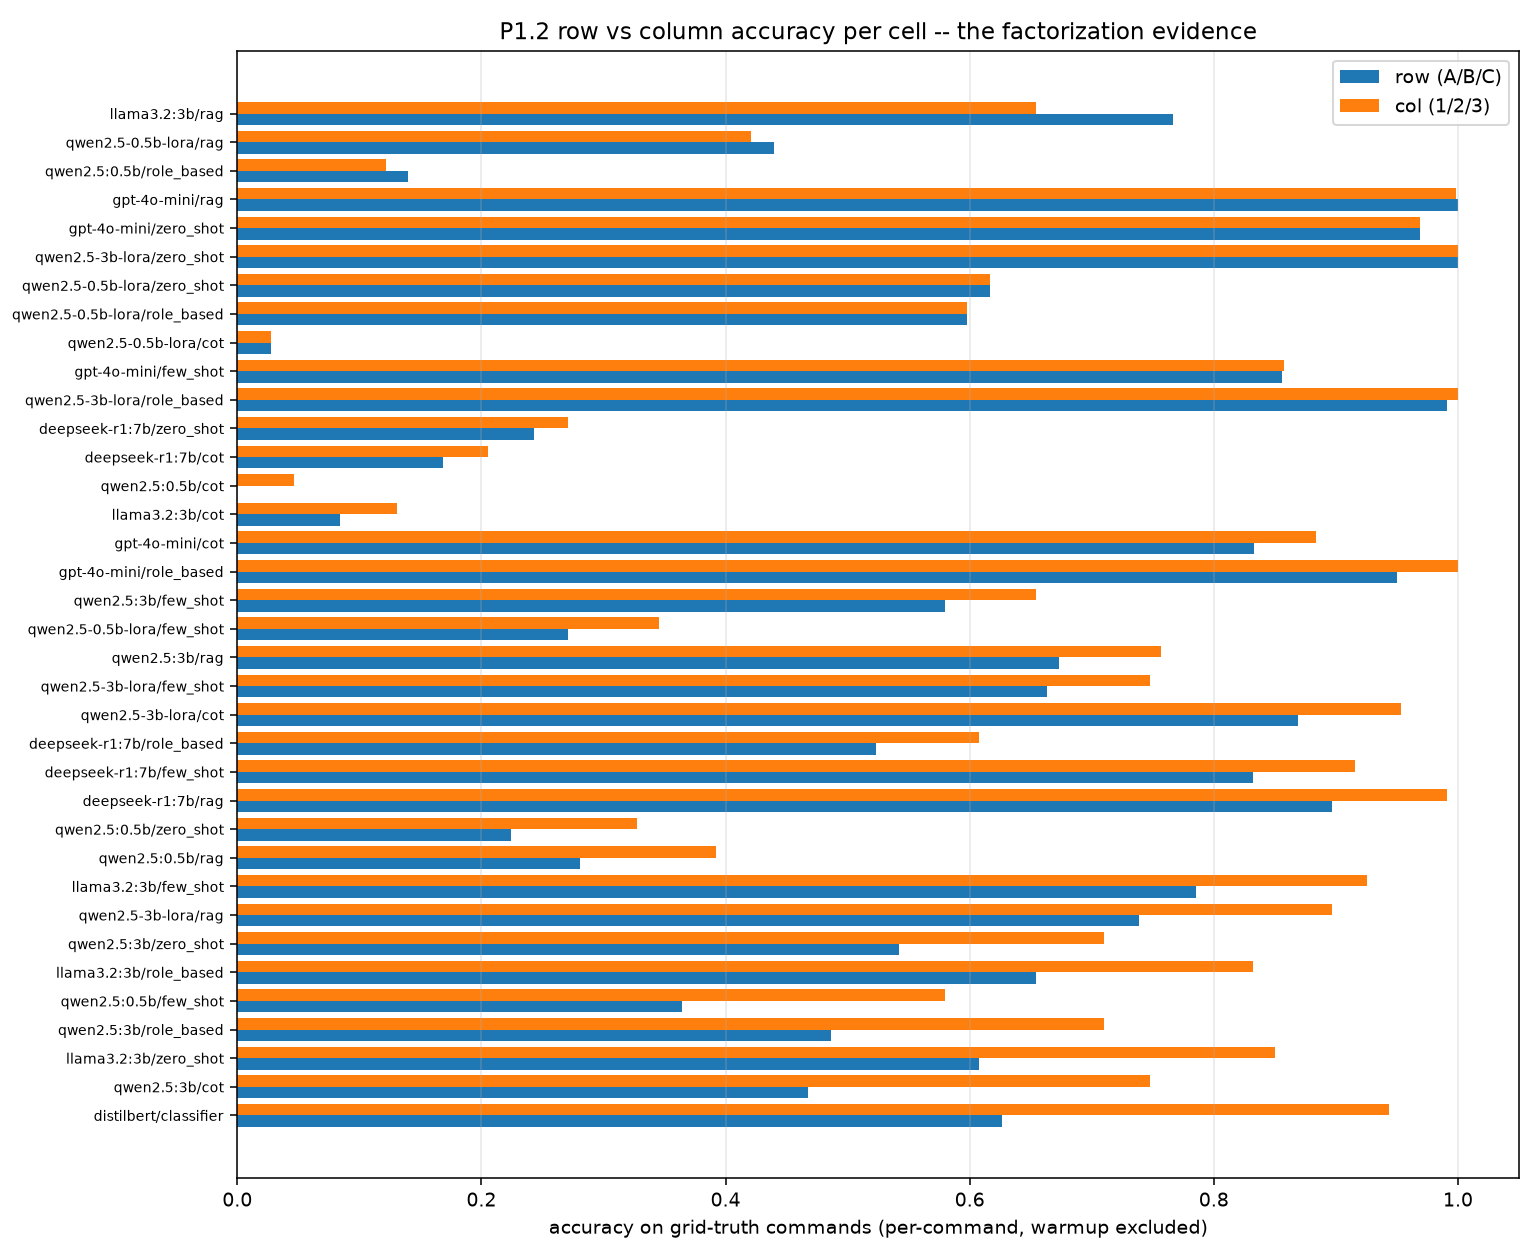 P1.2 row vs column accuracy per cell -- the factorization evidence
row (A/B/C)
col (1/2/3)
llama3.2:3b/rag
qwen2.5-0.5b-lora/rag
qwen2.5:0.5b/role_based
gpt-4o-mini/rag
gpt-4o-mini/zero_shot
qwen2.5-3b-lora/zero_shot
qwen2.5-0.5b-lora/zero_shot
qwen2.5-0.5b-lora/role_based
qwen2.5-0.5b-lora/cot
gpt-4o-mini/few_shot
qwen2.5-3b-lora/role_based
deepseek-r1:7b/zero_shot
deepseek-r1:7b/cot
qwen2.5:0.5b/cot
llama3.2:3b/cot
gpt-4o-mini/cot
gpt-4o-mini/role_based
qwen2.5:3b/few_shot
qwen2.5-0.5b-lora/few_shot
qwen2.5:3b/rag
qwen2.5-3b-lora/few_shot
qwen2.5-3b-lora/cot
deepseek-r1:7b/role_based
deepseek-r1:7b/few_shot
deepseek-r1:7b/rag
qwen2.5:0.5b/zero_shot
qwen2.5:0.5b/rag
llama3.2:3b/few_shot
qwen2.5-3b-lora/rag
qwen2.5:3b/zero_shot
llama3.2:3b/role_based
qwen2.5:0.5b/few_shot
qwen2.5:3b/role_based
llama3.2:3b/zero_shot
qwen2.5:3b/cot
distilbert/classifier
0.0 0.2 0.4 0.6 0.8 1.0
accuracy on grid-truth commands (per-command, warmup excluded)